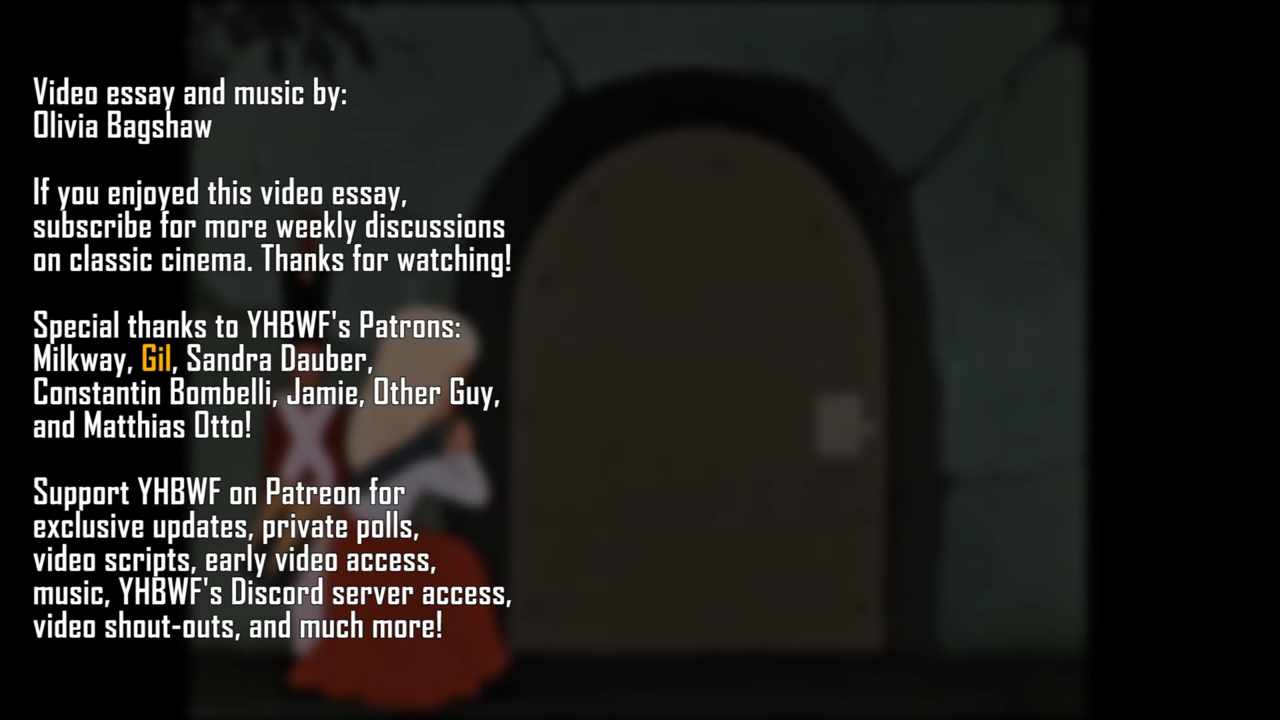 Video essay and music by:
Olivia Bagshaw
If you enjoyed this video essay,
subscribe for more weekly discussions
on classic cinema. Thanks for watching!
Special thanks to YHBWF's Patrons:
Milkway, Gil, Sandra Dauber,
Constantin Bombelli, Jamie, Other Guy,
and Matthias Otto!
Support YHBWF on Patreon for
exclusive updates, private polls,
video scripts, early video access,
music, YHBWF's Discord server access,
video shout-outs, and much more!